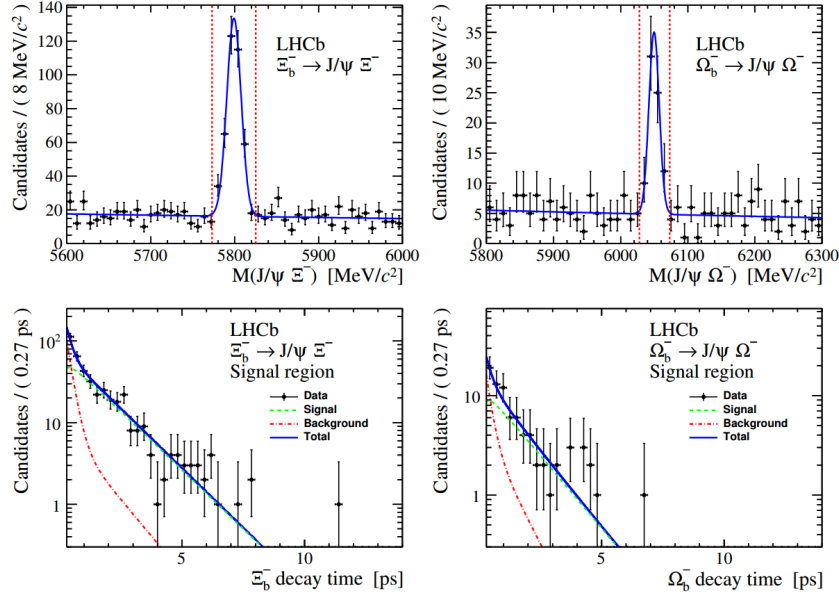 Candidates / ( 8 MeV/c²)
140
120
100
80
60
40
20
0
LHCb
Ξb⁻ → J/ψ Ξ⁻
5600 5700 5800 5900 6000
M(J/ψ Ξ⁻) [MeV/c²]
Candidates / ( 10 MeV/c²)
40
35
30
25
20
15
10
5
0
LHCb
Ωb⁻ → J/ψ Ω⁻
5800 5900 6000 6100 6200 6300
M(J/ψ Ω⁻) [MeV/c²]
Candidates / ( 0.27 ps)
10²
10
1
LHCb
Ξb⁻ → J/ψ Ξ⁻
Signal region
Data
Signal
Background
Total
5 10
Ξb⁻ decay time [ps]
Candidates / ( 0.27 ps)
10
1
LHCb
Ωb⁻ → J/ψ Ω⁻
Signal region
Data
Signal
Background
Total
5 10
Ωb⁻ decay time [ps]